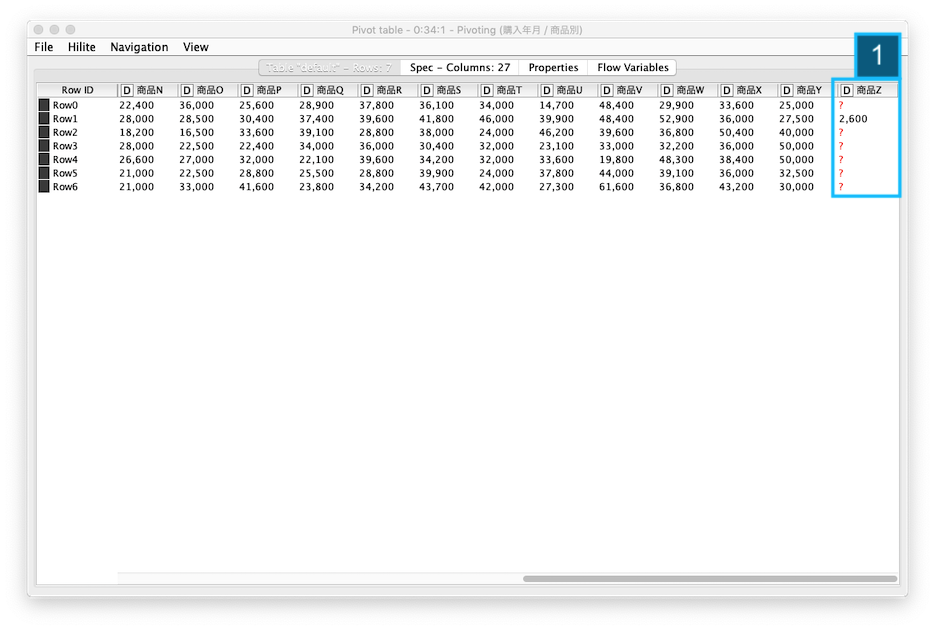 Pivot table - 0:34:1 - Pivoting (購入年月 / 商品別)
File Hilite Navigation View
1
Table "default" - Rows: 7 Spec - Columns: 27 Properties Flow Variables
Row ID D 商品N D 商品O D 商品P D 商品Q D 商品R D 商品S D 商品T D 商品U D 商品V D 商品W D 商品X D 商品Y D 商品Z
Row0 22,400 36,000 25,600 28,900 37,800 36,100 34,000 14,700 48,400 29,900 33,600 25,000 ?
Row1 28,000 28,500 30,400 37,400 39,600 41,800 46,000 39,900 48,400 52,900 36,000 27,500 2,600
Row2 18,200 16,500 33,600 39,100 28,800 38,000 24,000 46,200 39,600 36,800 50,400 40,000 ?
Row3 28,000 22,500 22,400 34,000 36,000 30,400 32,000 23,100 33,000 32,200 36,000 50,000 ?
Row4 26,600 27,000 32,000 22,100 39,600 34,200 32,000 33,600 19,800 48,300 38,400 50,000 ?
Row5 21,000 22,500 28,800 25,500 28,800 39,900 24,000 37,800 44,000 39,100 36,000 32,500 ?
Row6 21,000 33,000 41,600 23,800 34,200 43,700 42,000 27,300 61,600 36,800 43,200 30,000 ?